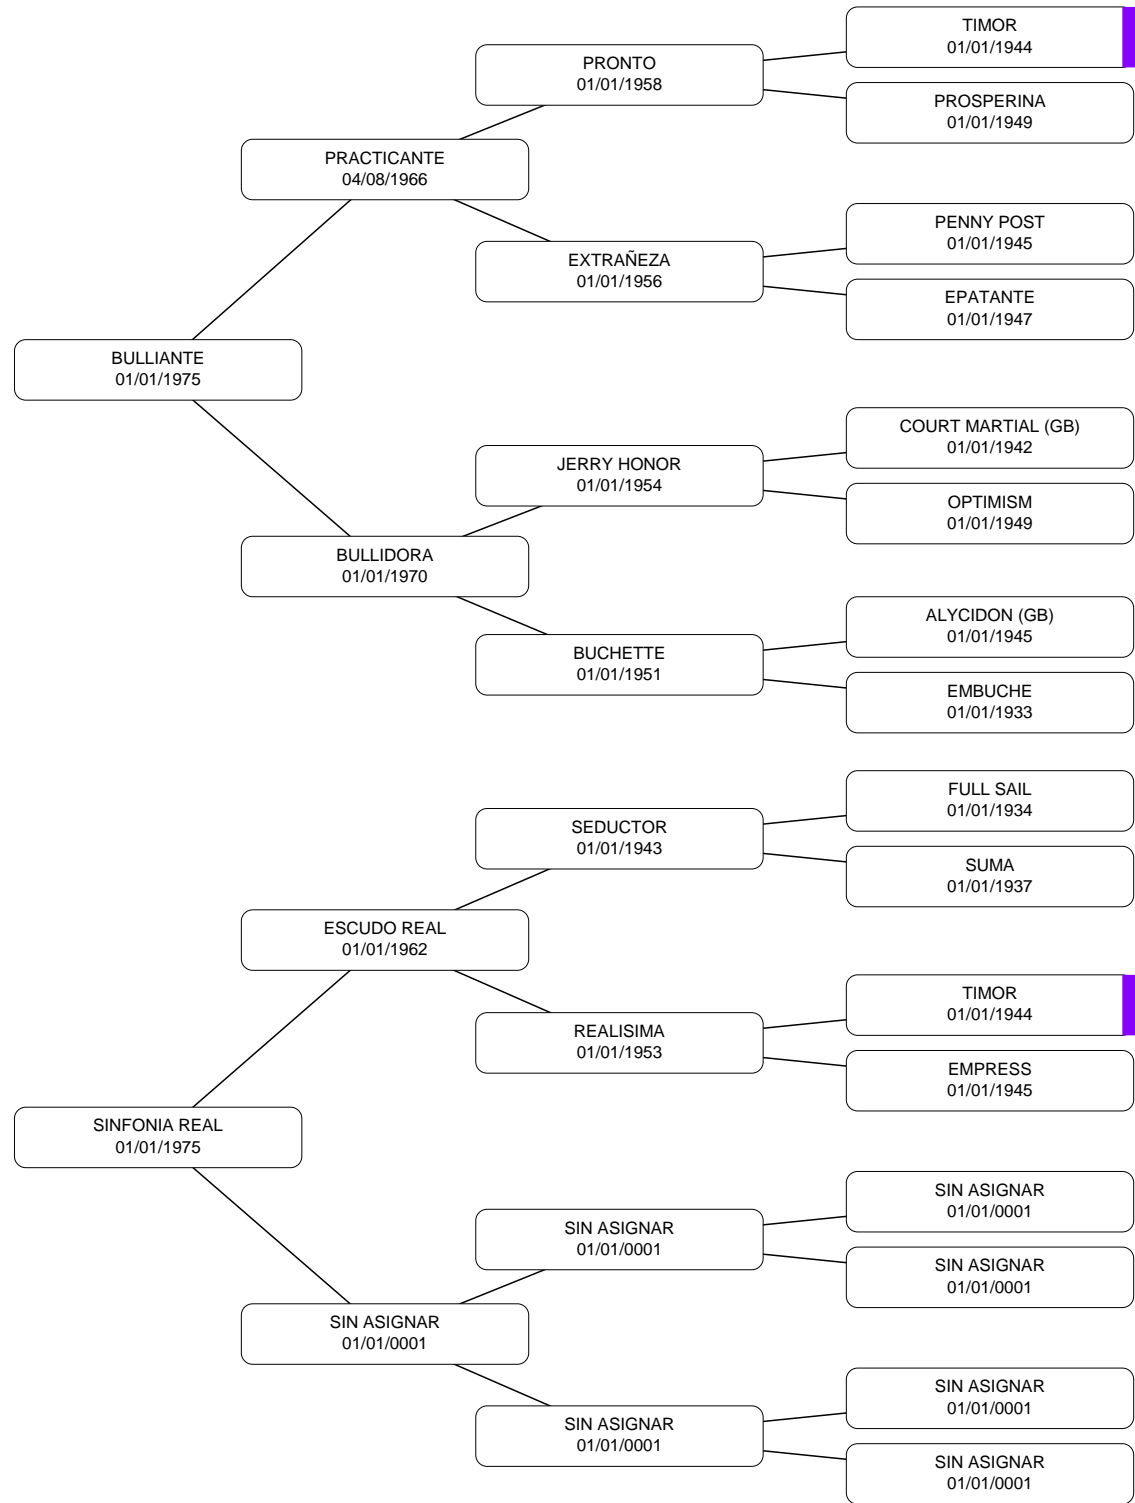 TIMOR
01/01/1944
PRONTO
01/01/1958
PROSPERINA
01/01/1949
PRACTICANTE
04/08/1966
PENNY POST
01/01/1945
EXTRAÑEZA
01/01/1956
EPATANTE
01/01/1947
BULLIANTE
01/01/1975
COURT MARTIAL (GB)
01/01/1942
JERRY HONOR
01/01/1954
OPTIMISM
01/01/1949
BULLIDORA
01/01/1970
ALYCIDON (GB)
01/01/1945
BUCHETTE
01/01/1951
EMBUCHE
01/01/1933
FULL SAIL
01/01/1934
SEDUCTOR
01/01/1943
SUMA
01/01/1937
ESCUDO REAL
01/01/1962
TIMOR
01/01/1944
REALISIMA
01/01/1953
EMPRESS
01/01/1945
SINFONIA REAL
01/01/1975
SIN ASIGNAR
01/01/0001
SIN ASIGNAR
01/01/0001
SIN ASIGNAR
01/01/0001
SIN ASIGNAR
01/01/0001
SIN ASIGNAR
01/01/0001
SIN ASIGNAR
01/01/0001
SIN ASIGNAR
01/01/0001